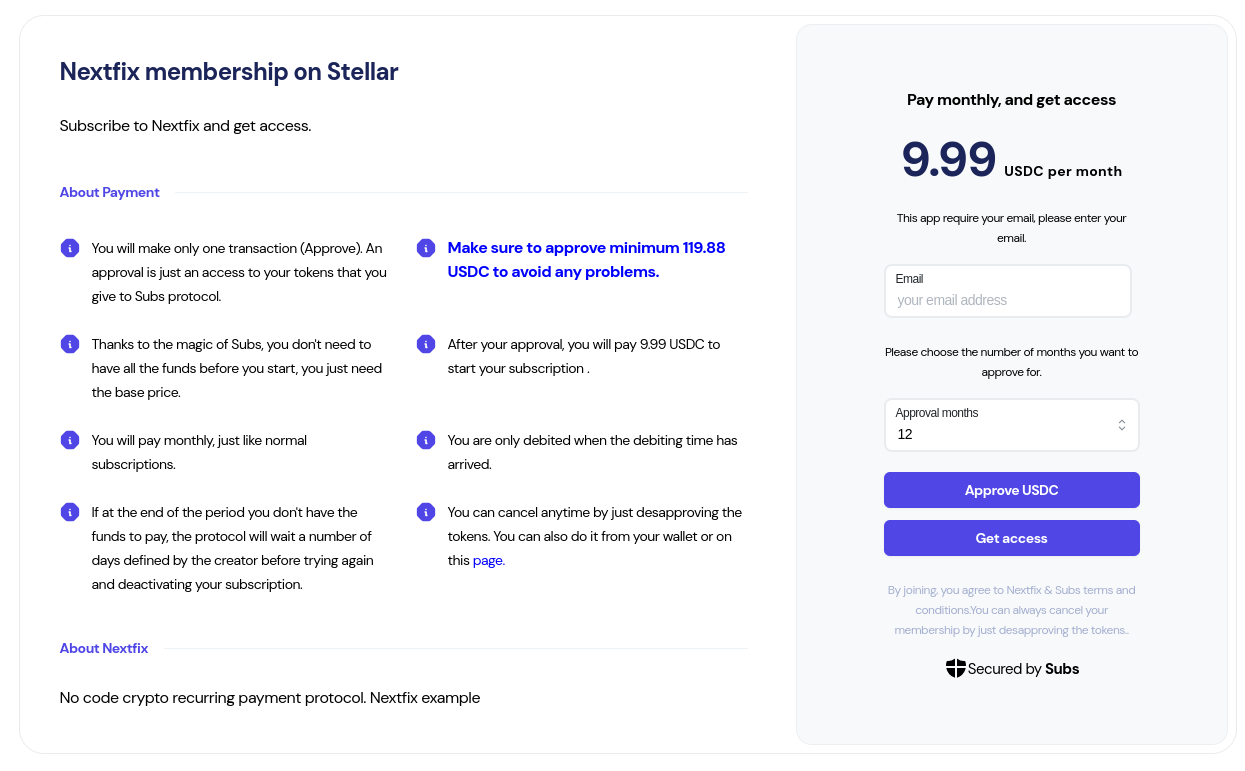 Nextfix membership on Stellar
Subscribe to Nextfix and get access.
About Payment
You will make only one transaction (Approve). An
approval is just an access to your tokens that you
give to Subs protocol.
Make sure to approve minimum 119.88
USDC to avoid any problems.
Thanks to the magic of Subs, you don't need to
have all the funds before you start, you just need
the base price.
After your approval, you will pay 9.99 USDC to
start your subscription .
You will pay monthly, just like normal
subscriptions.
You are only debited when the debiting time has
arrived.
If at the end of the period you don't have the
funds to pay, the protocol will wait a number of
days defined by the creator before trying again
and deactivating your subscription.
You can cancel anytime by just desapproving the
tokens. You can also do it from your wallet or on
this page.
About Nextfix
No code crypto recurring payment protocol. Nextfix example
Pay monthly, and get access
9.99 USDC per month
This app require your email, please enter your
email.
Email
your email address
Please choose the number of months you want to
approve for.
Approval months
12
Approve USDC
Get access
By joining, you agree to Nextfix & Subs terms and
conditions.You can always cancel your
membership by just desapproving the tokens..
Secured by Subs